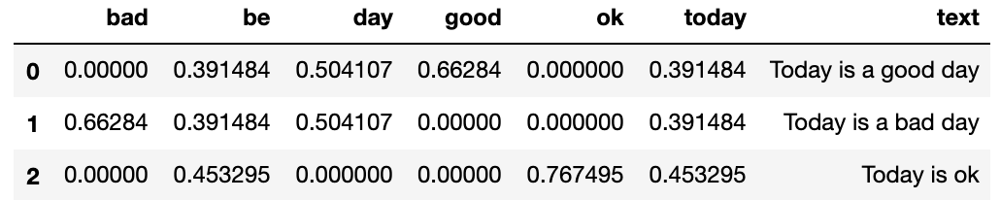 bad be day good ok today text
0 0.00000 0.391484 0.504107 0.66284 0.000000 0.391484 Today is a good day
1 0.66284 0.391484 0.504107 0.00000 0.000000 0.391484 Today is a bad day
2 0.00000 0.453295 0.000000 0.00000 0.767495 0.453295 Today is ok